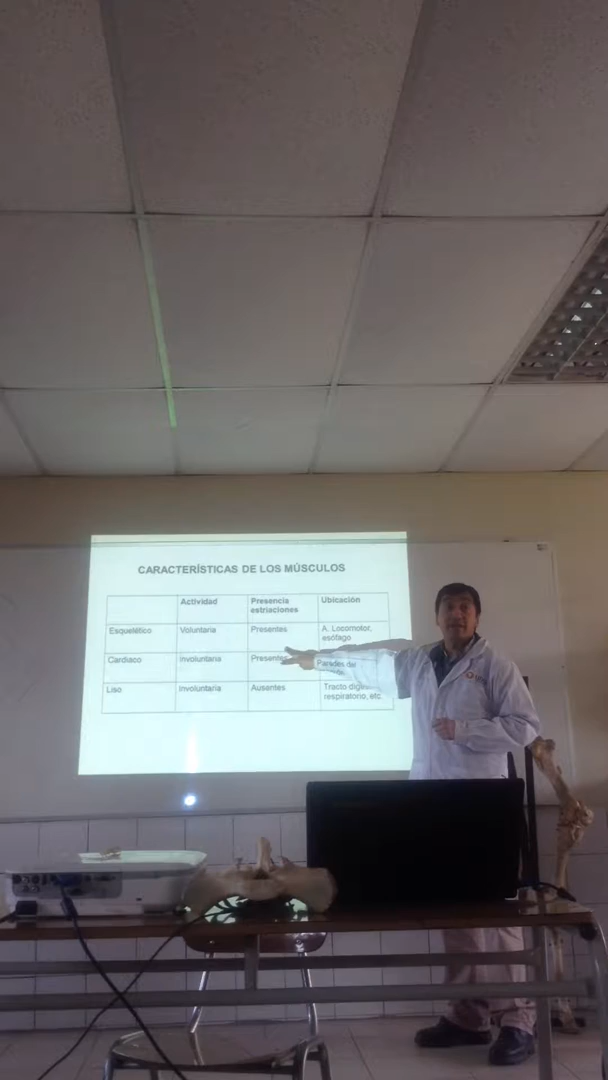 CARACTERÍSTICAS DE LOS MÚSCULOS
Actividad
Presencia
estriaciones
Ubicación
Esquelético
Voluntaria
Presentes
A. Locomotor,
esófago
Cardiaco
Involuntaria
Presentes
Paredes del
Liso
Involuntaria
Ausentes
Tracto
respiratorio, etc